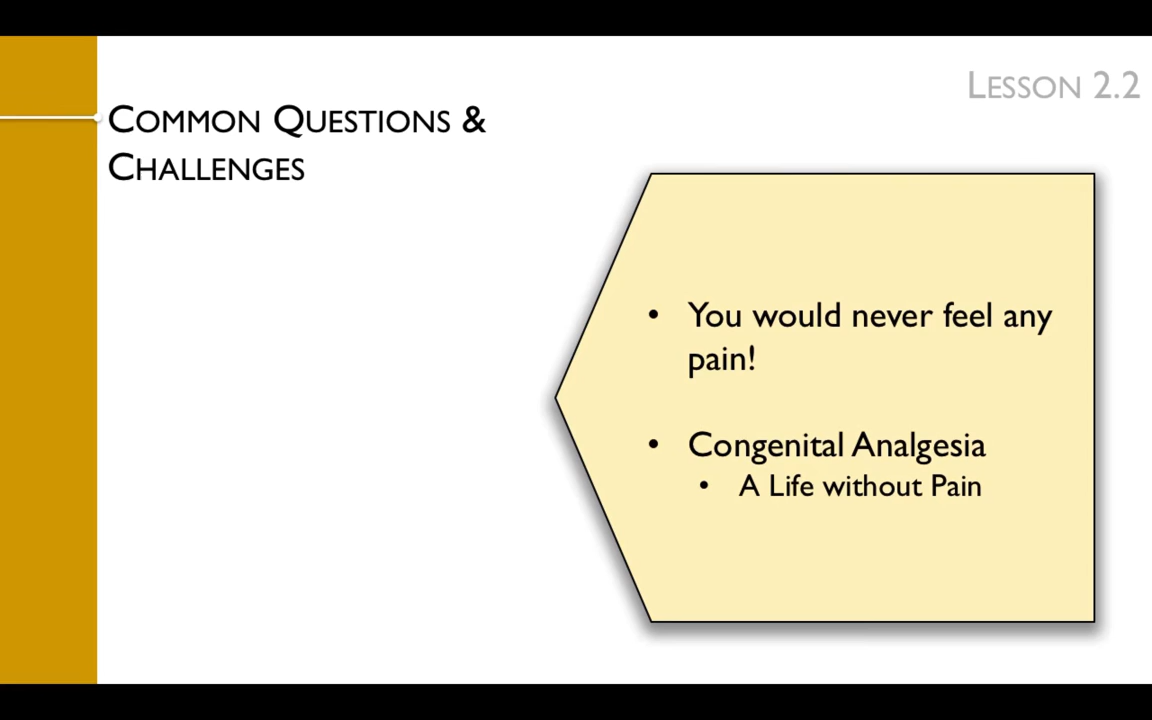 LESSON 2.2
COMMON QUESTIONS &
CHALLENGES
• You would never feel any
pain!
• Congenital Analgesia
• A Life without Pain